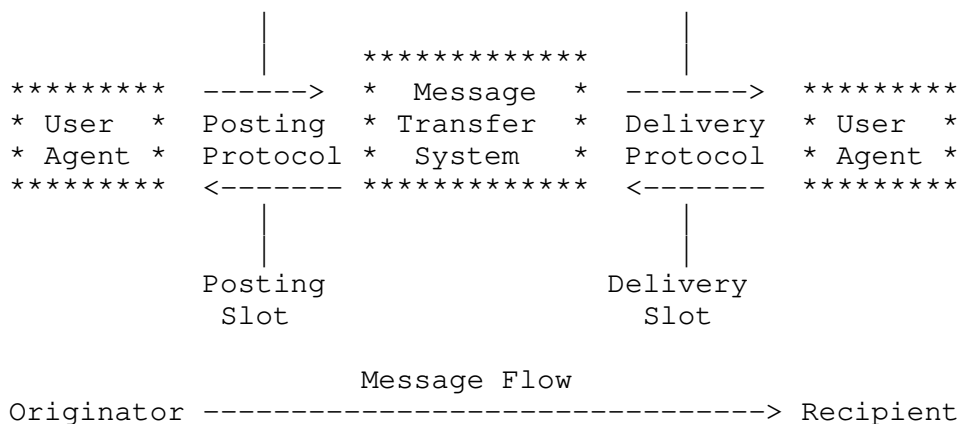 *************
********* ------> * Message * -------> *********
* User * Posting * Transfer * Delivery * User *
* Agent * Protocol * System * Protocol * Agent *
********* <------- ************* <------- *********
Posting Delivery
Slot Slot
Message Flow
Originator --------------------------------> Recipient